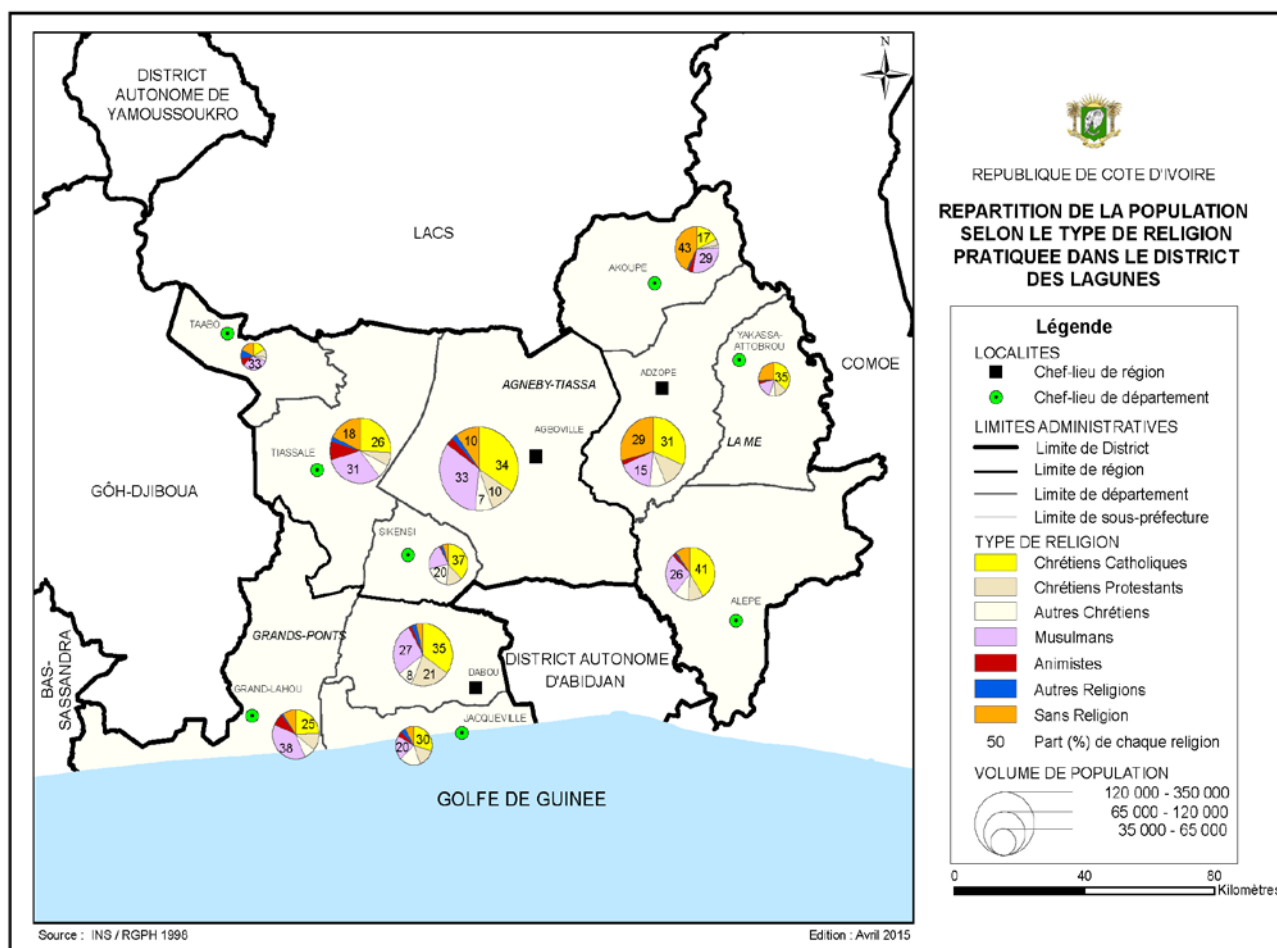 N
DISTRICT
AUTONOME DE
YAMOUSSOUKRO
LACS
AKOUPE
43
17
29
TAABO
33
YAKASSA-
ATTOBROU
35
COMOE
AGNEBY-TIASSA
ADZOPE
AGBOVILLE
LA ME
TIASSALE
18
26
31
10
34
33
10
7
29
31
15
GÔH-DJIBOUA
SIKENSI
37
20
41
26
ALEPE
GRANDS-PONTS
27
35
8
21
DABOU
DISTRICT AUTONOME
D'ABIDJAN
BAS-
SASSANDRA
GRAND-LAHOU
25
38
JACQUEVILLE
30
20
GOLFE DE GUINEE
Source : INS / RGPH 1998
Edition : Avril 2015
REPUBLIQUE DE COTE D'IVOIRE
REPARTITION DE LA POPULATION
SELON LE TYPE DE RELIGION
PRATIQUEE DANS LE DISTRICT
DES LAGUNES
Légende
LOCALITES
Chef-lieu de région
Chef-lieu de département
LIMITES ADMINISTRATIVES
Limite de District
Limite de région
Limite de département
Limite de sous-préfecture
TYPE DE RELIGION
Chrétiens Catholiques
Chrétiens Protestants
Autres Chrétiens
Musulmans
Animistes
Autres Religions
Sans Religion
50 Part (%) de chaque religion
VOLUME DE POPULATION
120 000 - 350 000
65 000 - 120 000
35 000 - 65 000
0 40 80
Kilomètres